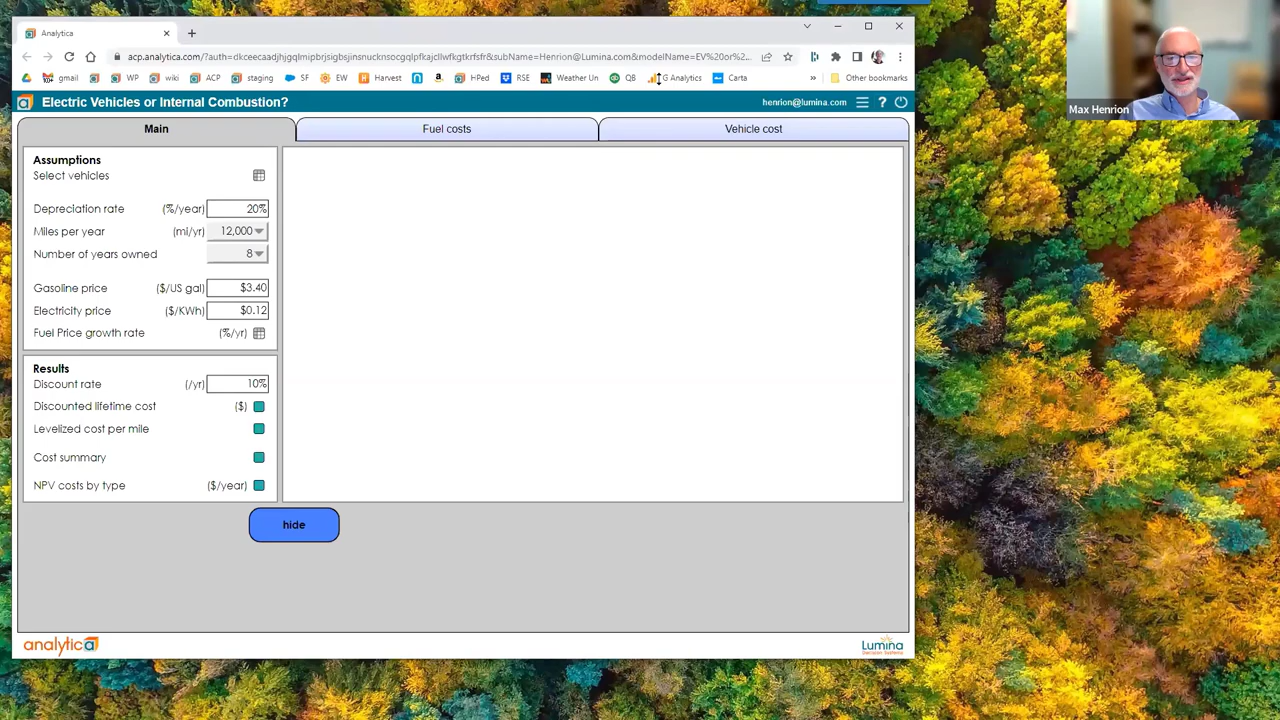 Analytica
acp.analytica.com/?auth=
subName=Henrion@Lumina.com&modelName=EV%20or%2...
gmail WP wiki ACP staging SF EW Harvest HPed RSE Weather Un QB G Analytics Carta » Other bookmarks
Electric Vehicles or Internal Combustion?
henrion@lumina.com ?
Max Henrion
Main Fuel costs Vehicle cost
Assumptions
Select vehicles
Depreciation rate (%/year) 20%
Miles per year (mi/yr) 12,000
Number of years owned 8
Gasoline price ($/US gal) $3.40
Electricity price ($/KWh) $0.12
Fuel Price growth rate (%/yr)
Results
Discount rate (/yr) 10%
Discounted lifetime cost ($)
Levelized cost per mile
Cost summary
NPV costs by type ($/year)
hide
analytica
Lumina
Decision Systems